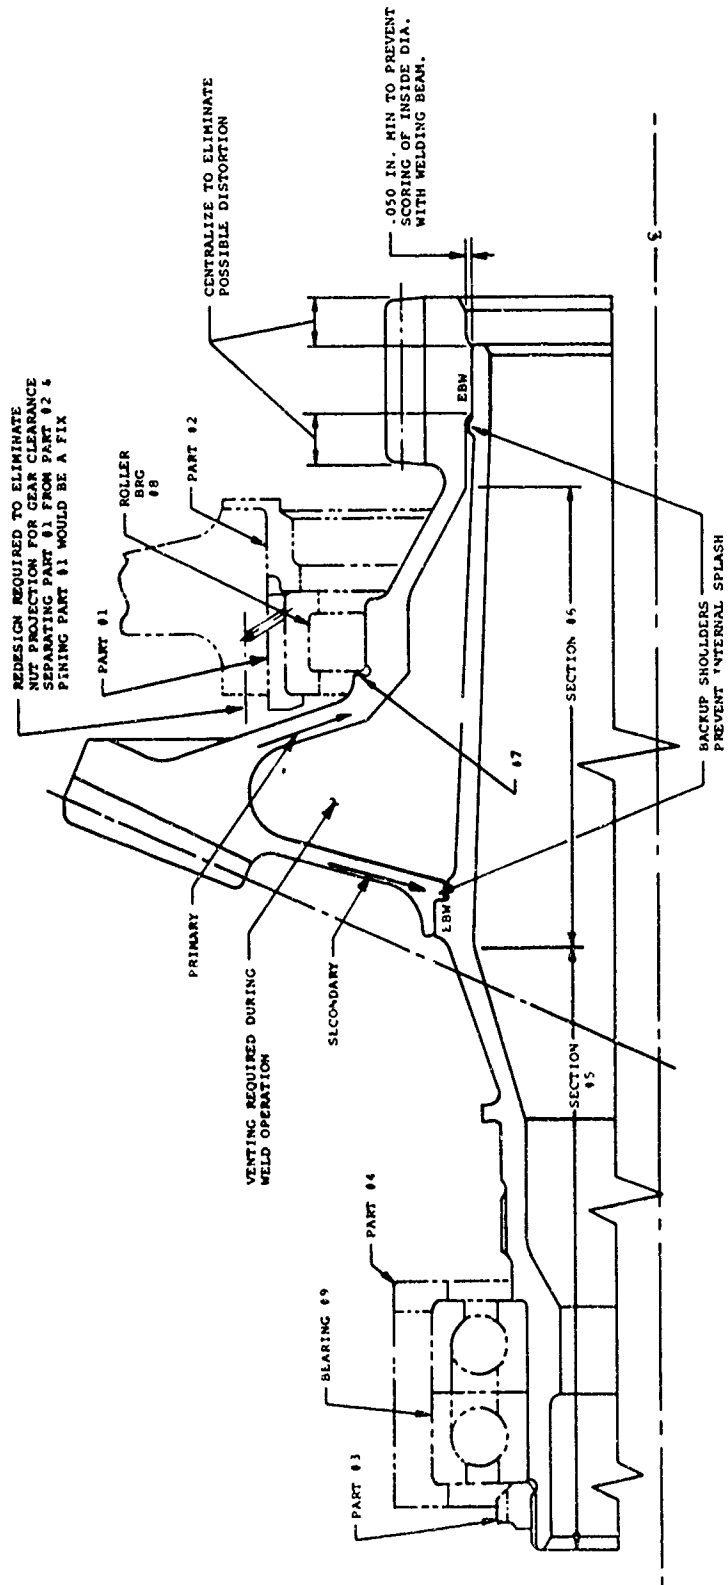 REDESIGN REQUIRED TO ELIMINATE
NUT PROJECTION FOR GEAR CLEARANCE
SEPARATING PART #1 FROM PART #2 &
PINING PART #1 WOULD BE A FIX
PART #1
ROLLER
BRG
#8
PART #2
CENTRALIZE TO ELIMINATE
POSSIBLE DISTORTION
.050 IN. MIN TO PREVENT
SCORING OF INSIDE DIA.
WITH WELDING BEAM.
PRIMARY
VENTING REQUIRED DURING
WELD OPERATION
SECONDARY
EBW
EBW
#7
PART #4
BEARING #9
PART #3
SECTION
#5
SECTION #6
BACKUP SHOULDERS
PREVENT INTERNAL SPLASH
℄